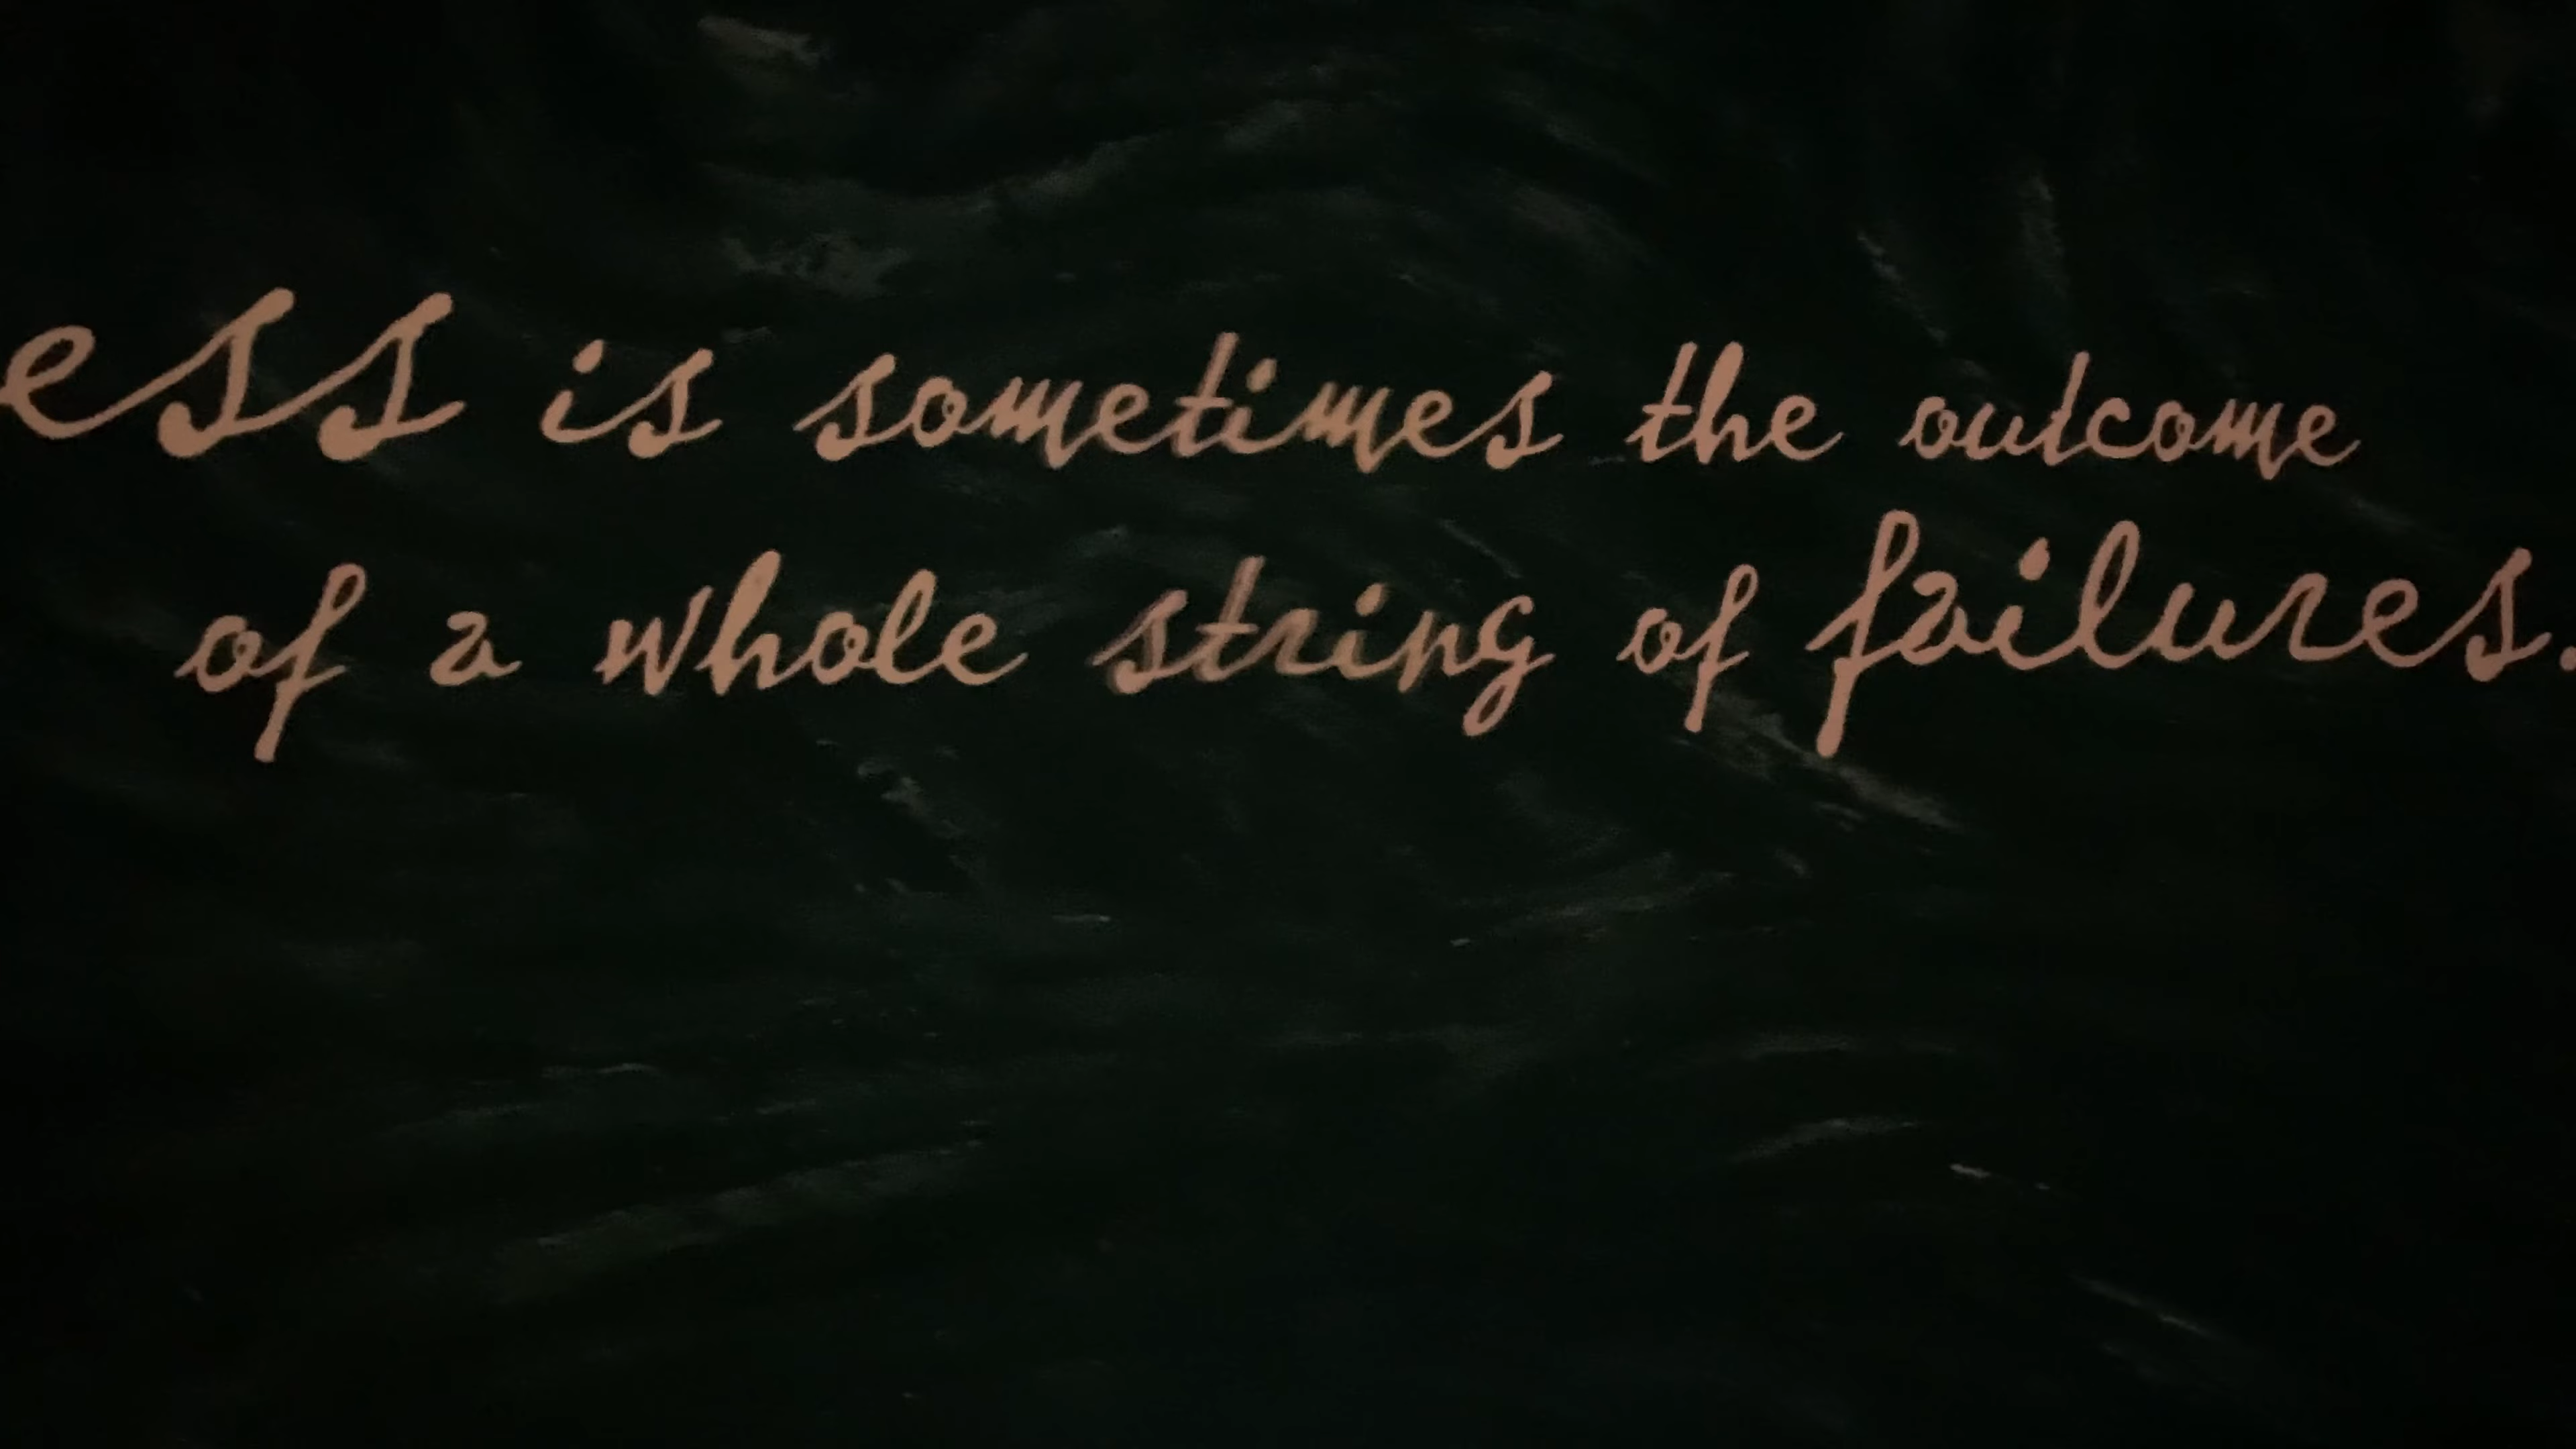 ess is sometimes the outcome
of a whole string of failures.